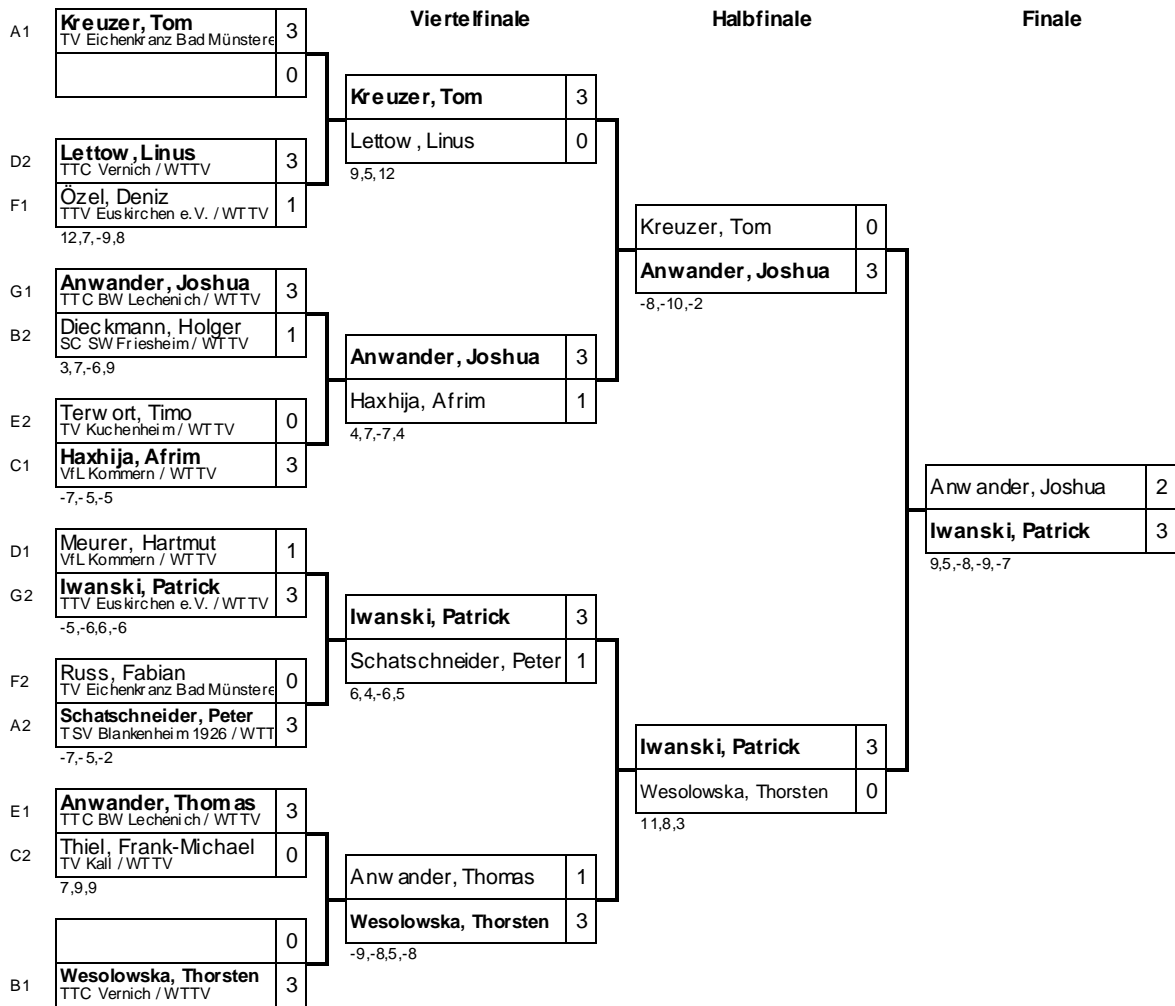 Viertelfinale Halbfinale Finale
A1 Kreuzer, Tom 3
TV Eichenkranz Bad Münstere
0
D2 Lettow, Linus 3
TTC Vernich / WTTV
F1 Özel, Deniz 1
TTV Euskirchen e.V. / WTTV
12,7,-9,8
G1 Anwander, Joshua 3
TTC BW Lechenich / WTTV
B2 Dieckmann, Holger 1
SC SW Friesheim / WTTV
3,7,-6,9
E2 Terwort, Timo 0
TV Kuchenheim / WTTV
C1 Haxhija, Afrim 3
VfL Kommern / WTTV
-7,-5,-5
D1 Meurer, Hartmut 1
VfL Kommern / WTTV
G2 Iwanski, Patrick 3
TTV Euskirchen e.V. / WTTV
-5,-6,6,-6
F2 Russ, Fabian 0
TV Eichenkranz Bad Münstere
A2 Schatschneider, Peter 3
TSV Blankenheim 1926 / WTT
-7,-5,-2
E1 Anwander, Thomas 3
TTC BW Lechenich / WTTV
C2 Thiel, Frank-Michael 0
TV Kall / WTTV
7,9,9
0
B1 Wesolowska, Thorsten 3
TTC Vernich / WTTV
Kreuzer, Tom 3
Lettow, Linus 0
9,5,12
Anwander, Joshua 3
Haxhija, Afrim 1
4,7,-7,4
Iwanski, Patrick 3
Schatschneider, Peter 1
6,4,-6,5
Anwander, Thomas 1
Wesolowska, Thorsten 3
-9,-8,5,-8
Kreuzer, Tom 0
Anwander, Joshua 3
-8,-10,-2
Iwanski, Patrick 3
Wesolowska, Thorsten 0
11,8,3
Anwander, Joshua 2
Iwanski, Patrick 3
9,5,-8,-9,-7